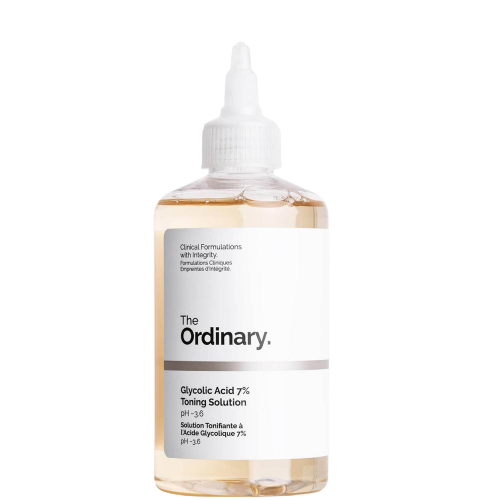 Clinical Formulations
with Integrity.
Formulations Cliniques
Empreintes d'Intégrité.
The
Ordinary.
Glycolic Acid 7%
Toning Solution
pH ~3.6
Solution Tonifiante à
l'Acide Glycolique 7%
pH ~3.6